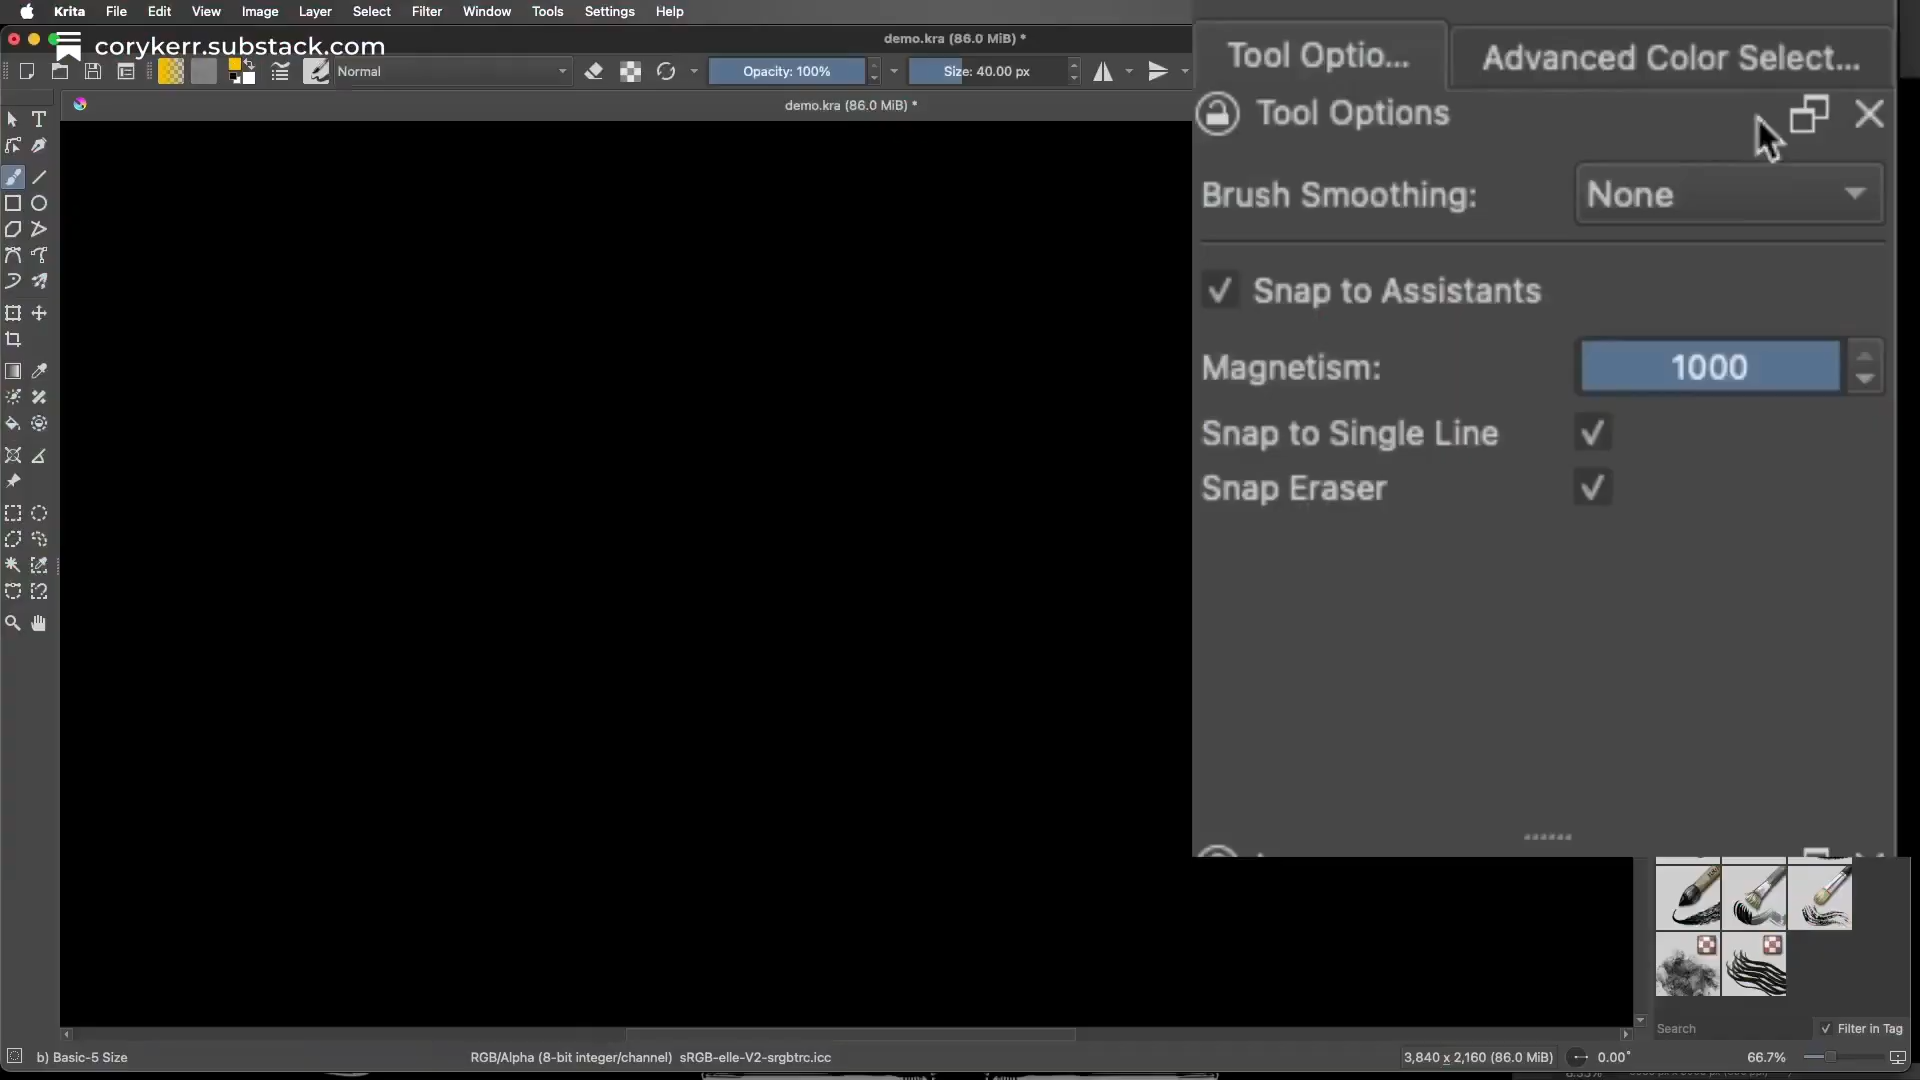 Krita File Edit View Image Layer Select Filter Tools Settings Window Help
corykerr.substack.com
demo.kra (86.0 MiB) *
Tool Optio... Advanced Color Select...
Normal Opacity: 100% Size: 40.00 px
demo.kra (86.0 MiB) *
Tool Options
Brush Smoothing: None
Snap to Assistants
Magnetism: 1000
Snap to Single Line
Snap Eraser
Search Filter in Tag
b) Basic-5 Size RGB/Alpha (8-bit integer/channel) sRGB-elle-V2-srgbtrc.icc 3,840 x 2,160 (86.0 MiB) 0.00° 66.7%